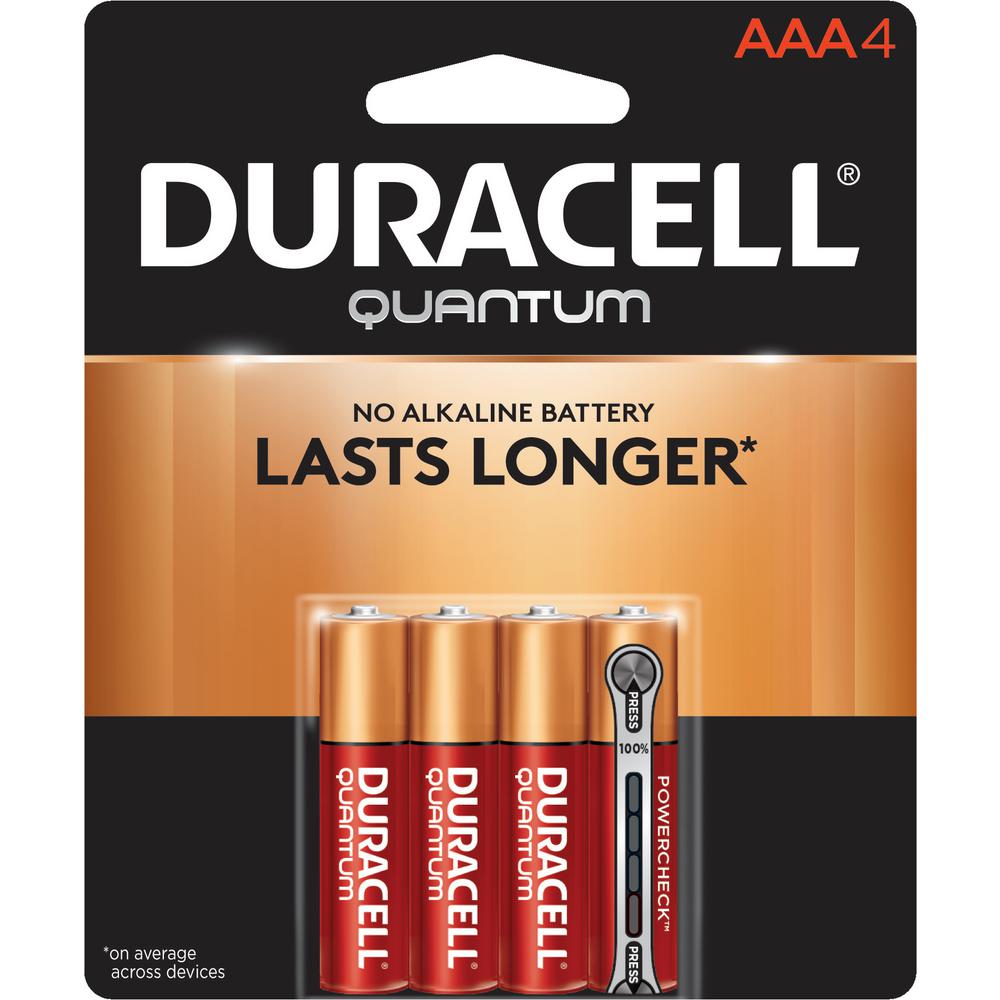 AAA4
DURACELL®
QUANTUM
NO ALKALINE BATTERY
LASTS LONGER*
DURACELL®
QUANTUM
DURACELL®
QUANTUM
DURACELL®
QUANTUM
PRESS
100%
POWERCHECK™
PRESS
*on average
across devices